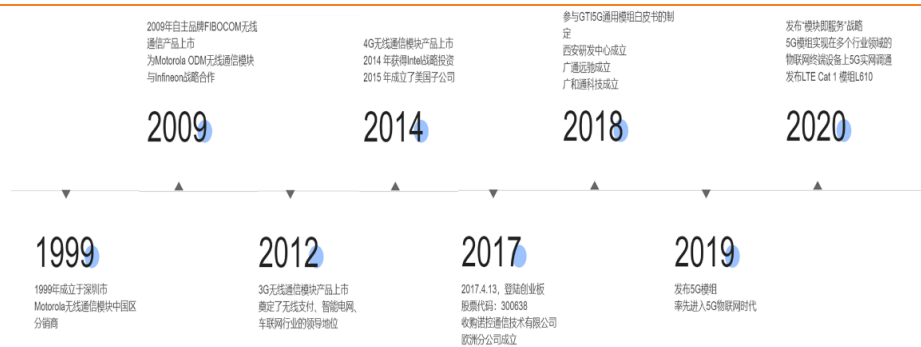 2009年自主品牌FIBOCOM无线
通信产品上市
为Motorola ODM无线通信模块
与Infineon战略合作
2009
4G无线通信模块产品上市
2014 年获得Intel战略投资
2015 年成立了美国子公司
2014
参与GTI5G通用模组白皮书的制
定
西安研发中心成立
广通远驰成立
广和通科技成立
2018
发布“模块即服务”战略
5G模组实现在多个行业领域的
物联网终端设备上5G实网调通
发布LTE Cat 1 模组L610
2020
1999
1999年成立于深圳市
Motorola无线通信模块中国区
分销商
2012
3G无线通信模块产品上市
奠定了无线支付、智能电网、
车联网行业的领导地位
2017
2017.4.13，登陆创业板
股票代码：300638
收购诺控通信技术有限公司
欧洲分公司成立
2019
发布5G模组
率先进入5G物联网时代